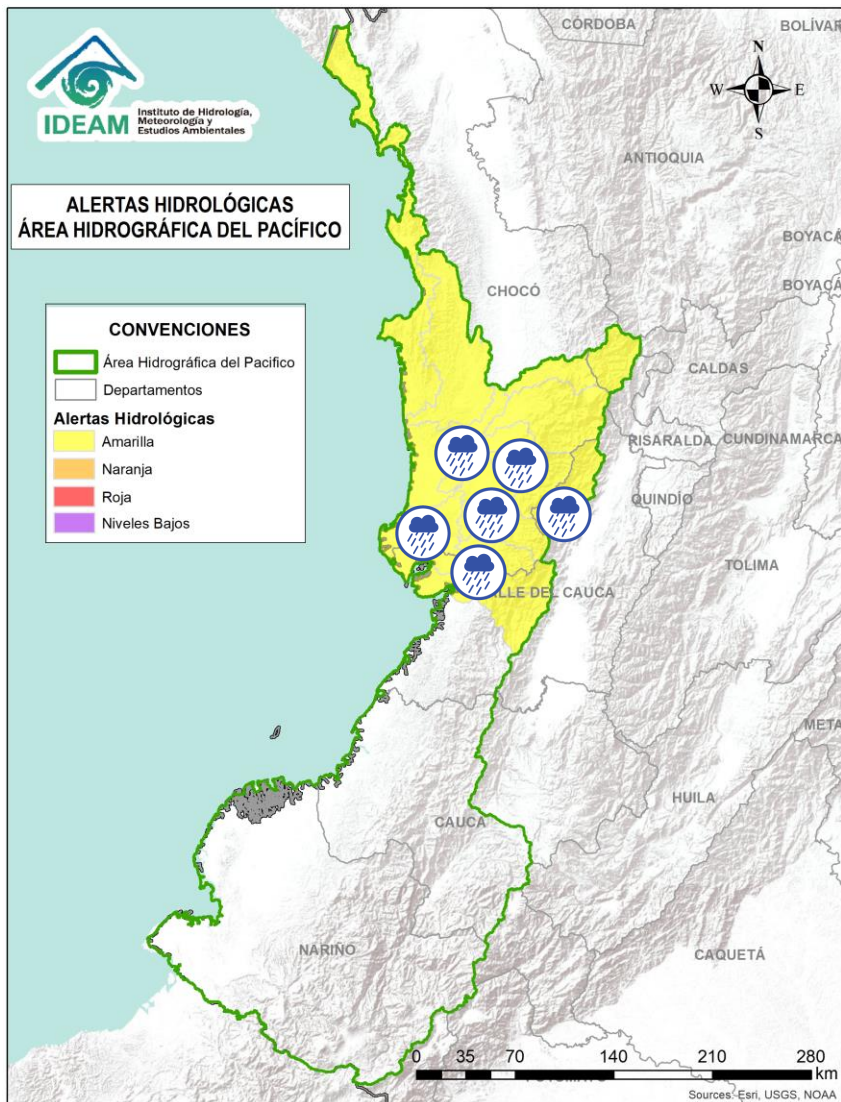 CÓRDOBA
BOLÍVAR
IDEAM
Instituto de Hidrología,
Meteorología y
Estudios Ambientales
N
W
E
S
ANTIOQUIA
ALERTAS HIDROLÓGICAS
ÁREA HIDROGRÁFICA DEL PACÍFICO
BOYACÁ
BOYACÁ
CHOCÓ
CONVENCIONES
Área Hidrográfica del Pacifico
Departamentos
Alertas Hidrológicas
Amarilla
Naranja
Roja
Niveles Bajos
CALDAS
RISARALDA
CUNDINAMARCA
QUINDÍO
TOLIMA
ALLE DEL CAUCA
META
HUILA
CAUCA
NARIÑO
CAQUETÁ
0 35 70 140 210 280
km
Sources: Esri, USGS, NOAA